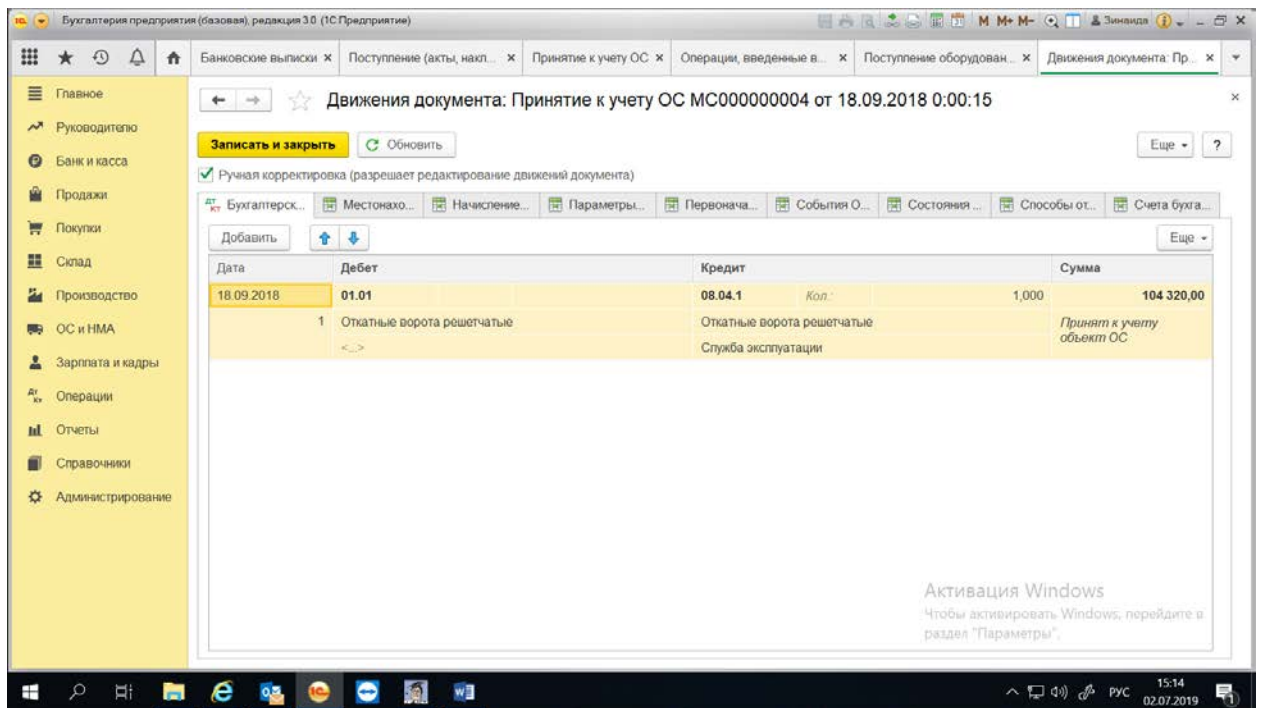 Бухгалтерия предприятия (базовая), редакция 3.0 (1С:Предприятие)
M M+ M- Зинаида
Банковские выписки × Поступление (акты, накл... × Принятие к учету ОС × Операции, введенные в... × Поступление оборудован... × Движения документа: Пр... ×
Главное
Руководителю
Банк и касса
Продажи
Покупки
Склад
Производство
ОС и НМА
Зарплата и кадры
Операции
Отчеты
Справочники
Администрирование
Движения документа: Принятие к учету ОС МС000000004 от 18.09.2018 0:00:15
Записать и закрыть Обновить Еще ?
Ручная корректировка (разрешает редактирование движений документа)
Дт Кт Бухгалтерск... Местонахо... Начисление... Параметры... Первонача... События О... Состояния ... Способы от... Счета бухга...
Добавить Еще
Дата Дебет Кредит Сумма
18.09.2018 01.01 08.04.1 Кол.: 1,000 104 320,00
1 Откатные ворота решетчатые Откатные ворота решетчатые Принят к учету
объект ОС
<...> Служба эксплуатации
Активация Windows
Чтобы активировать Windows, перейдите в
раздел "Параметры".
РУС 15:14
02.07.2019